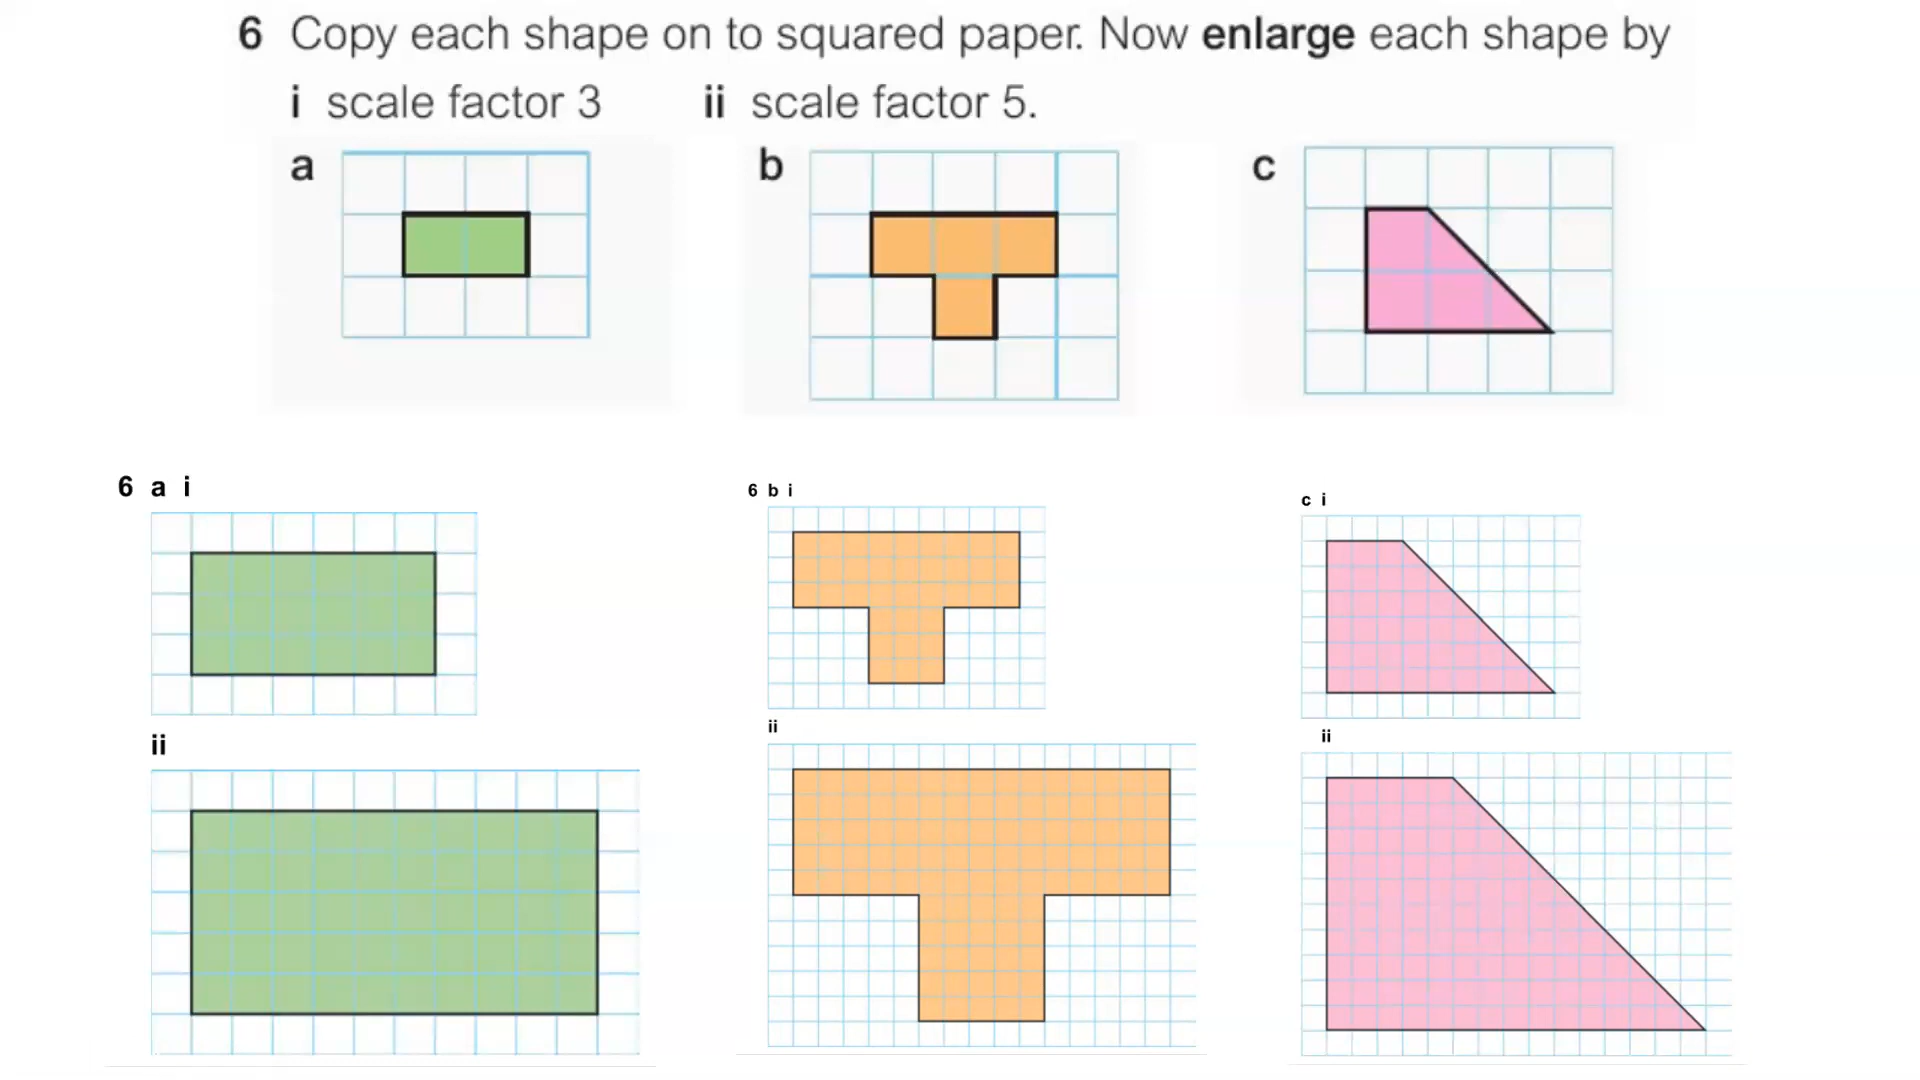 6 Copy each shape on to squared paper. Now enlarge each shape by
i scale factor 3 ii scale factor 5.
a b c
6 a i
6 b i
c i
ii
ii
ii